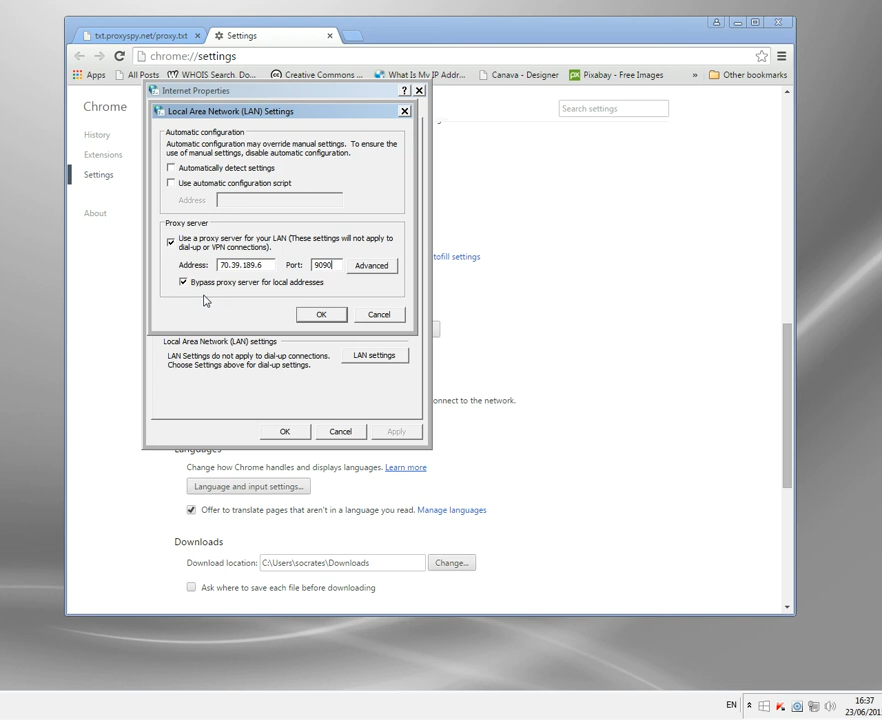 txt.proxyspy.net/proxy.txt
Settings
chrome://settings
Apps
All Posts
WHOIS Search. Do...
Creative Commons ...
What Is My IP Addr...
Canava - Designer
Pixabay - Free Images
»
Other bookmarks
Chrome
History
Extensions
Settings
About
Search settings
Internet Properties
Local Area Network (LAN) Settings
Automatic configuration
Automatic configuration may override manual settings. To ensure the
use of manual settings, disable automatic configuration.
Automatically detect settings
Use automatic configuration script
Address
Proxy server
Use a proxy server for your LAN (These settings will not apply to
dial-up or VPN connections).
Address: 70.39.189.6 Port: 9090 Advanced
Bypass proxy server for local addresses
OK Cancel
Local Area Network (LAN) settings
LAN Settings do not apply to dial-up connections.
Choose Settings above for dial-up settings.
LAN settings
OK Cancel Apply
tofill settings
onnect to the network.
Languages
Change how Chrome handles and displays languages. Learn more
Language and input settings...
Offer to translate pages that aren't in a language you read. Manage languages
Downloads
Download location: C:\Users\socrates\Downloads Change...
Ask where to save each file before downloading
EN
16:37
23/06/201